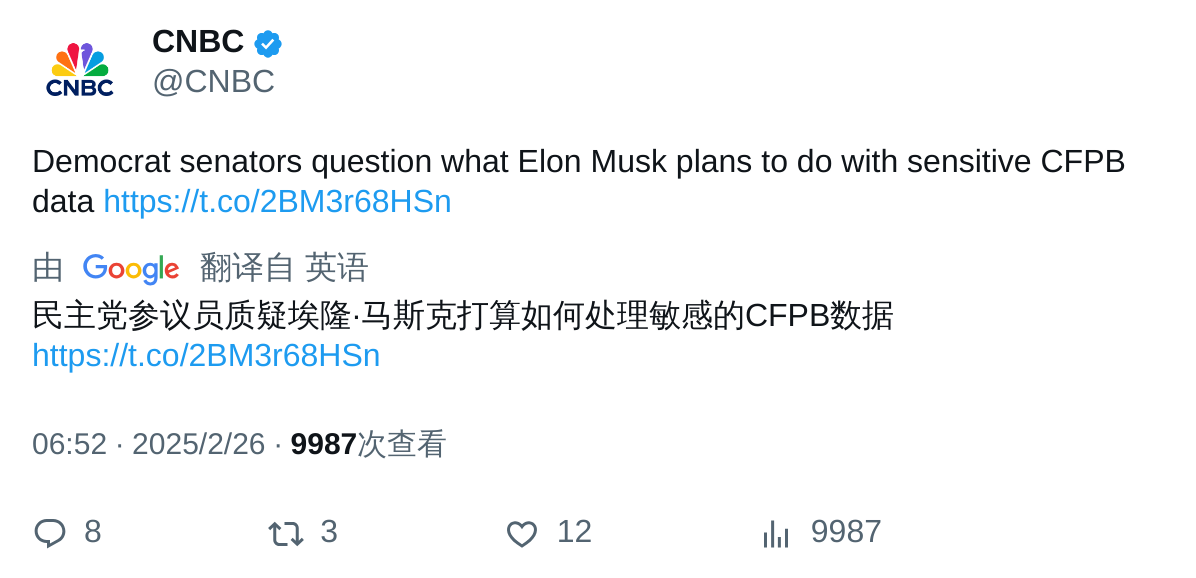 CNBC
CNBC
@CNBC
Democrat senators question what Elon Musk plans to do with sensitive CFPB
data https://t.co/2BM3r68HSn
由 Google 翻译自 英语
民主党参议员质疑埃隆·马斯克打算如何处理敏感的CFPB数据
https://t.co/2BM3r68HSn
06:52 · 2025/2/26 · 9987次查看
8 3 12 9987